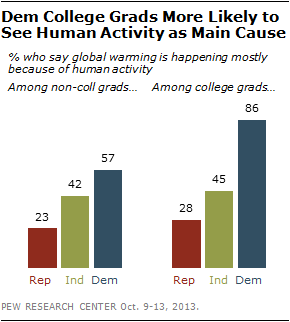 Dem College Grads More Likely to
See Human Activity as Main Cause
% who say global warming is happening mostly
because of human activity
Among non-coll grads...
Among college grads...
23
42
57
28
45
86
Rep
Ind
Dem
Rep
Ind
Dem
PEW RESEARCH CENTER Oct. 9-13, 2013.